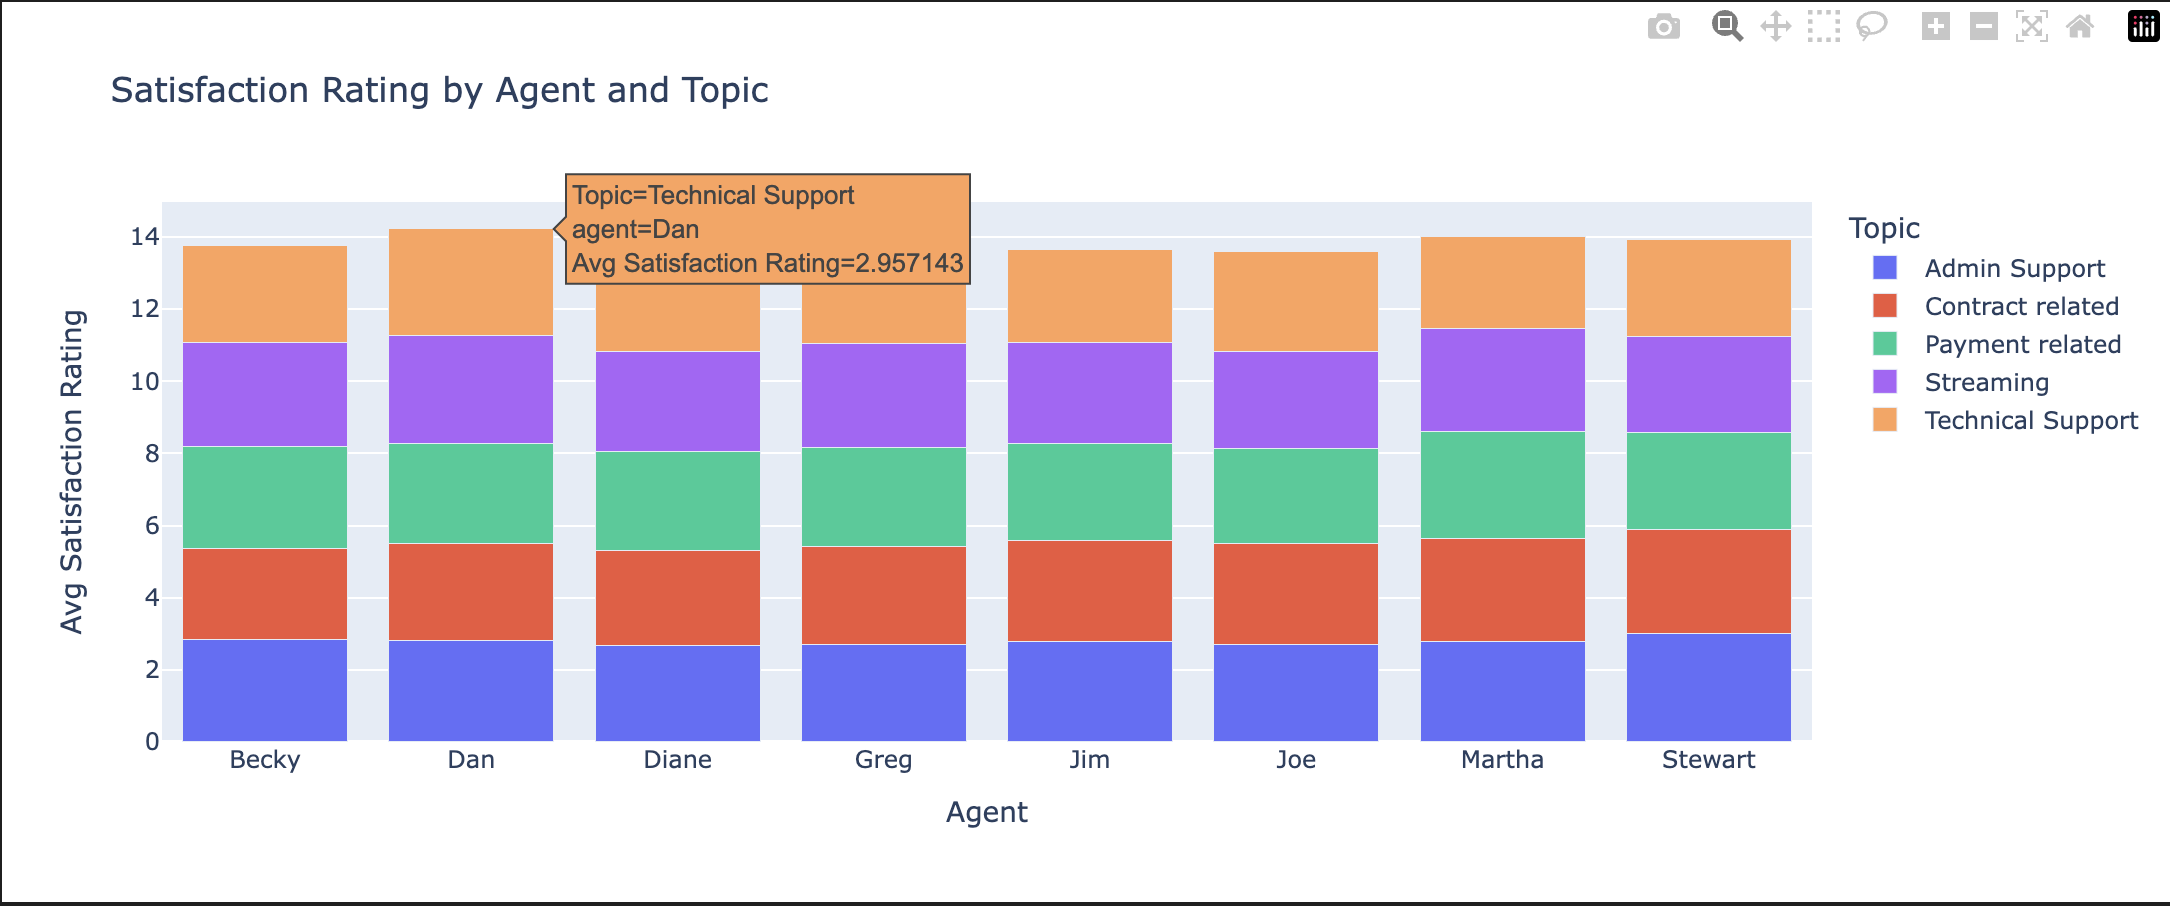 Satisfaction Rating by Agent and Topic
Topic=Technical Support
agent=Dan
Avg Satisfaction Rating=2.957143
Avg Satisfaction Rating
14
12
10
8
6
4
2
0
Becky Dan Diane Greg Jim Joe Martha Stewart
Agent
Topic
Admin Support
Contract related
Payment related
Streaming
Technical Support